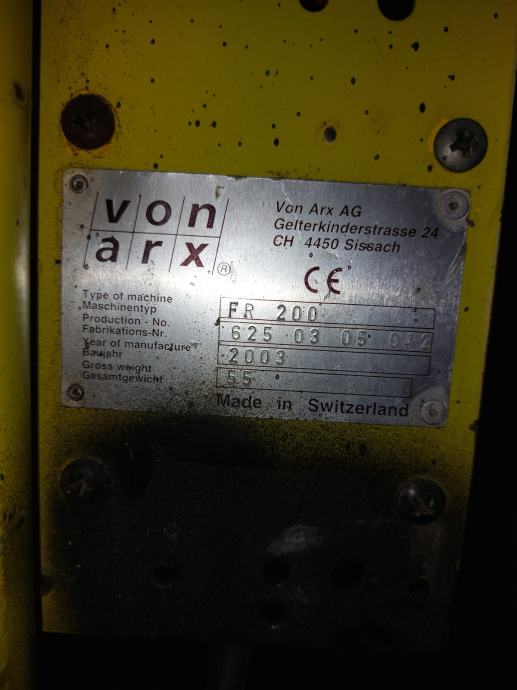 von
arx®
Von Arx AG
Gelterkinderstrasse 24
CH 4450 Sissach
CE
Type of machine
Maschinentyp
FR 200
Production - No.
Fabrikations-Nr.
625 03 05 042
Year of manufacture
Baujahr
2003
Gross weight
Gesamtgewicht
55
Made in Switzerland